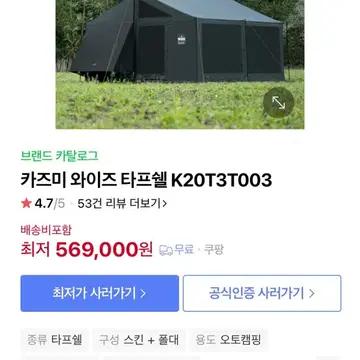 브랜드 카탈로그
카즈미 와이즈 타프쉘 K20T3T003
★ 4.7/5 · 53건 리뷰 더보기 >
배송비포함
최저 569,000원 무료 · 쿠팡
최저가 사러가기 > 공식인증 사러가기 >
종류 타프쉘 구성 스킨 + 폴대 용도 오토캠핑